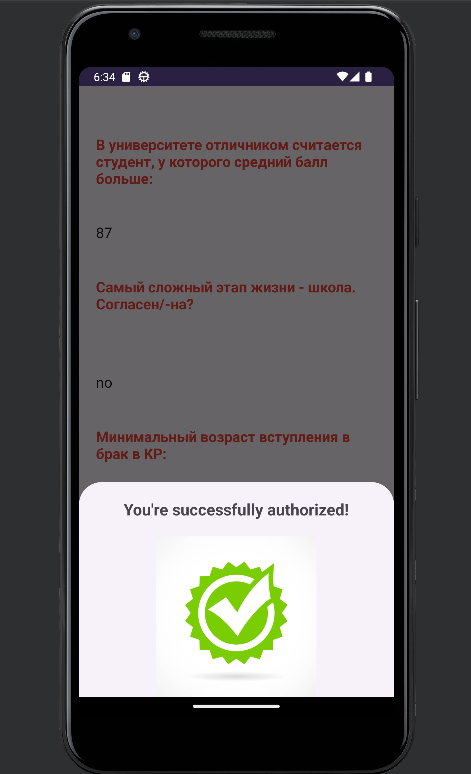 6:34
В университете отличником считается
студент, у которого средний балл
больше:
87
Самый сложный этап жизни - школа.
Согласен/-на?
no
Минимальный возраст вступления в
брак в КР:
You're successfully authorized!